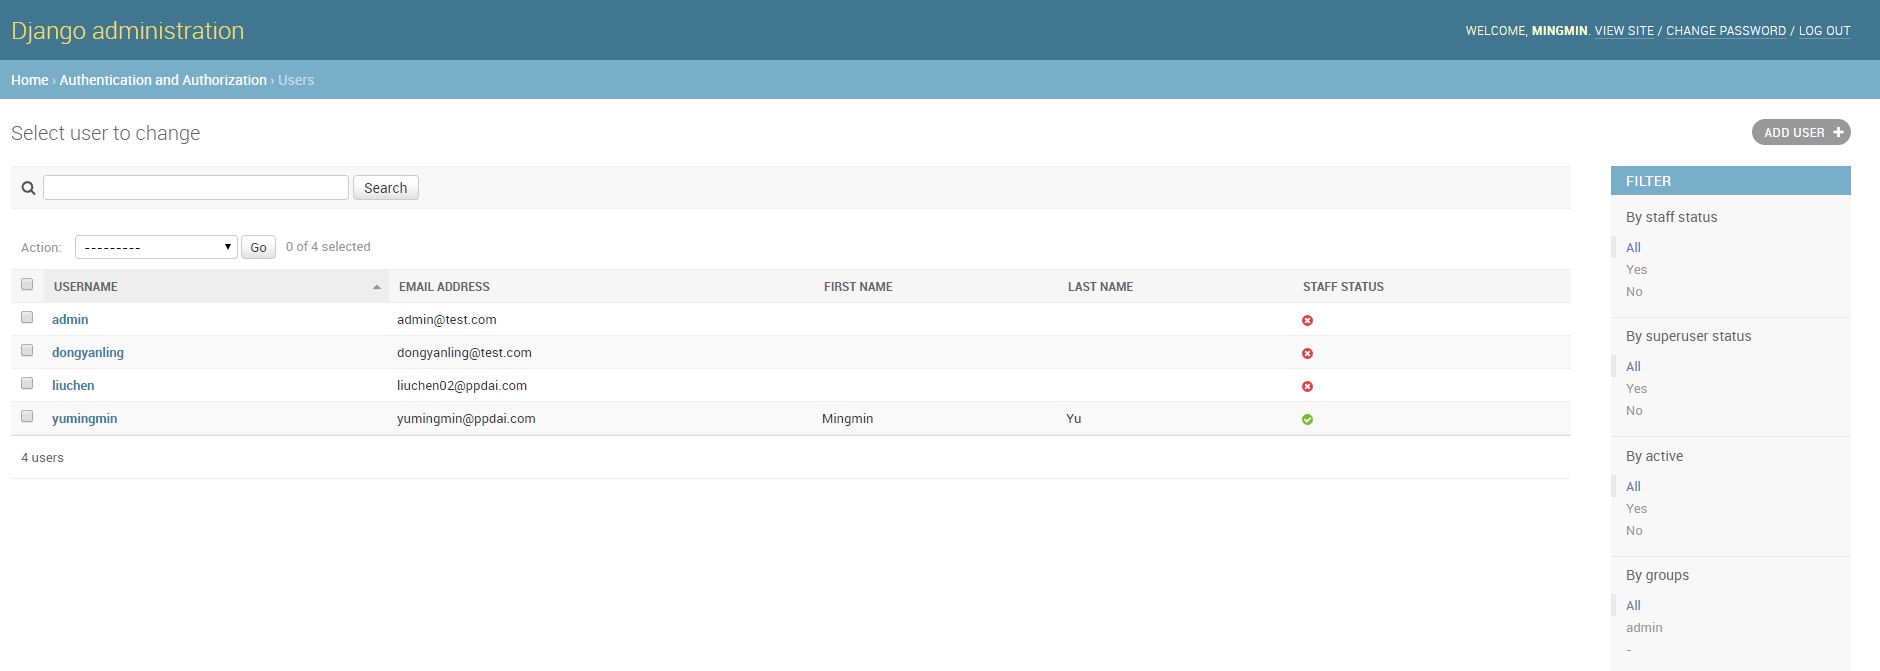 Django administration
WELCOME, MINGMIN. VIEW SITE / CHANGE PASSWORD / LOG OUT
Home › Authentication and Authorization › Users
Select user to change
ADD USER +
Search
Action: --------- Go 0 of 4 selected
USERNAME EMAIL ADDRESS FIRST NAME LAST NAME STAFF STATUS
admin admin@test.com
dongyanling dongyanling@test.com
liuchen liuchen02@ppdai.com
yumingmin yumingmin@ppdai.com Mingmin Yu
4 users
FILTER
By staff status
All
Yes
No
By superuser status
All
Yes
No
By active
All
Yes
No
By groups
All
admin
-